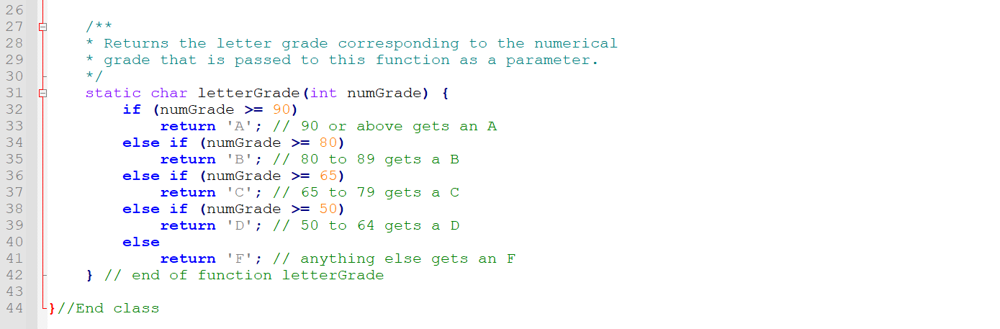 26
27 /**
28 * Returns the letter grade corresponding to the numerical
29 * grade that is passed to this function as a parameter.
30 */
31 static char letterGrade(int numGrade) {
32 if (numGrade >= 90)
33 return 'A'; // 90 or above gets an A
34 else if (numGrade >= 80)
35 return 'B'; // 80 to 89 gets a B
36 else if (numGrade >= 65)
37 return 'C'; // 65 to 79 gets a C
38 else if (numGrade >= 50)
39 return 'D'; // 50 to 64 gets a D
40 else
41 return 'F'; // anything else gets an F
42 } // end of function letterGrade
43
44 }//End class